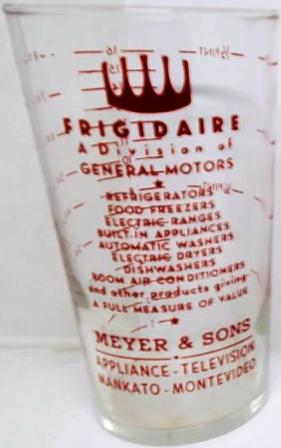 FRIGIDAIRE
A Division of
GENERAL MOTORS
REFRIGERATORS
FOOD FREEZERS
ELECTRIC RANGES
BUILT-IN APPLIANCES
AUTOMATIC WASHERS
ELECTRIC DRYERS
DISHWASHERS
ROOM AIR CONDITIONERS
and other products giving
A FULL MEASURE OF VALUE
MEYER & SONS
APPLIANCE - TELEVISION
MANKATO - MONTEVIDEO